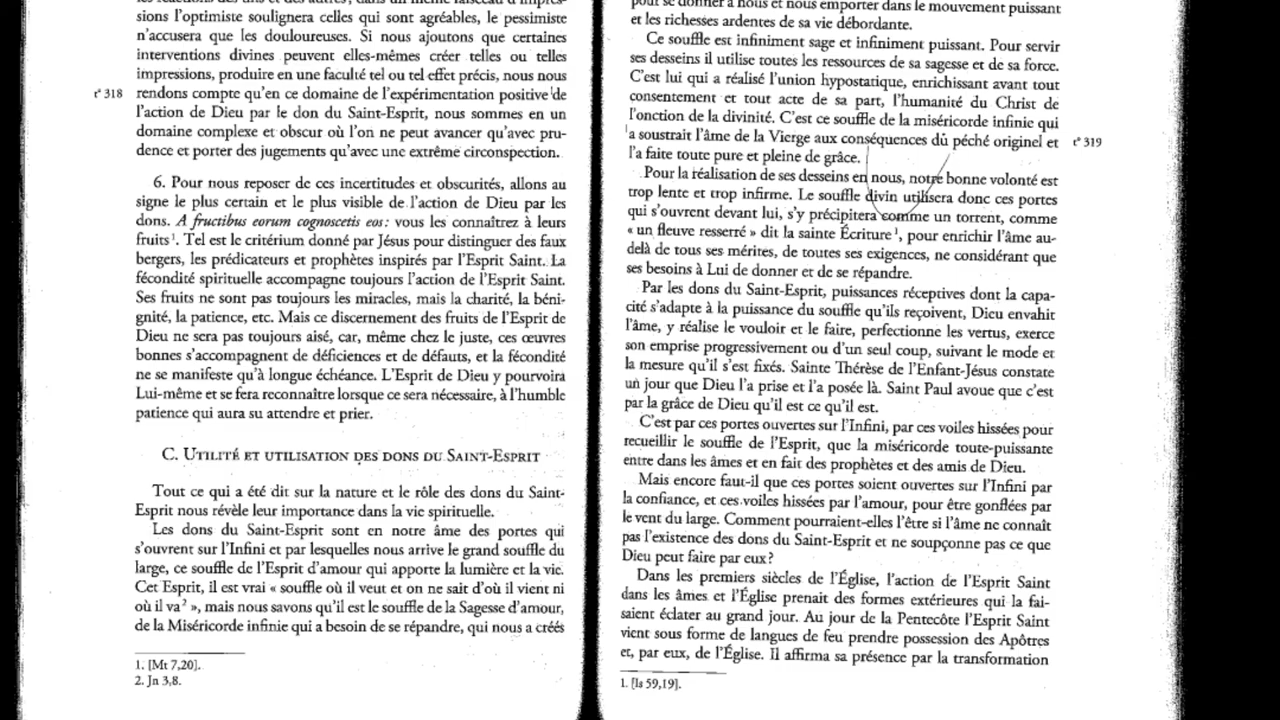 sions l'optimiste soulignera celles qui sont agréables, le pessimiste
n'accusera que les douloureuses. Si nous ajoutons que certaines
interventions divines peuvent elles-mêmes créer telles ou telles
impressions, produire en une faculté tel ou tel effet précis, nous nous
rendons compte qu'en ce domaine de l'expérimentation positive de
r° 318
l'action de Dieu par le don du Saint-Esprit, nous sommes en un
domaine complexe et obscur où l'on ne peut avancer qu'avec pru-
dence et porter des jugements qu'avec une extrême circonspection.
6. Pour nous reposer de ces incertitudes et obscurités, allons au
signe le plus certain et le plus visible de l'action de Dieu par les
dons. A fructibus eorum cognoscetis eos : vous les connaîtrez à leurs
fruits¹. Tel est le critérium donné par Jésus pour distinguer des faux
bergers, les prédicateurs et prophètes inspirés par l'Esprit Saint. La
fécondité spirituelle accompagne toujours l'action de l'Esprit Saint.
Ses fruits ne sont pas toujours les miracles, mais la charité, la béni-
gnité, la patience, etc. Mais ce discernement des fruits de l'Esprit de
Dieu ne sera pas toujours aisé, car, même chez le juste, ces œuvres
bonnes s'accompagnent de déficiences et de défauts, et la fécondité
ne se manifeste qu'à longue échéance. L'Esprit de Dieu y pourvoira
Lui-même et se fera reconnaître lorsque ce sera nécessaire, à l'humble
patience qui aura su attendre et prier.
C. Utilité et utilisation des dons du Saint-Esprit
Tout ce qui a été dit sur la nature et le rôle des dons du Saint-
Esprit nous révèle leur importance dans la vie spirituelle.
Les dons du Saint-Esprit sont en notre âme des portes qui
s'ouvrent sur l'Infini et par lesquelles nous arrive le grand souffle du
large, ce souffle de l'Esprit d'amour qui apporte la lumière et la vie.
Cet Esprit, il est vrai « souffle où il veut et on ne sait d'où il vient ni
où il va² », mais nous savons qu'il est le souffle de la Sagesse d'amour,
de la Miséricorde infinie qui a besoin de se répandre, qui nous a créés
1. [Mt 7,20].
2. Jn 3,8.
pour se donner à nous et nous emporter dans le mouvement puissant
et les richesses ardentes de sa vie débordante.
Ce souffle est infiniment sage et infiniment puissant. Pour servir
ses desseins il utilise toutes les ressources de sa sagesse et de sa force.
C'est lui qui a réalisé l'union hypostatique, enrichissant avant tout
consentement et tout acte de sa part, l'humanité du Christ de
l'onction de la divinité. C'est ce souffle de la miséricorde infinie qui
a soustrait l'âme de la Vierge aux conséquences dû péché originel et
r° 319
l'a faite toute pure et pleine de grâce.
Pour la réalisation de ses desseins en nous, notre bonne volonté est
trop lente et trop infirme. Le souffle divin utilisera donc ces portes
qui s'ouvrent devant lui, s'y précipitera comme un torrent, comme
« un fleuve resserré » dit la sainte Écriture¹, pour enrichir l'âme au-
delà de tous ses mérites, de toutes ses exigences, ne considérant que
ses besoins à Lui de donner et de se répandre.
Par les dons du Saint-Esprit, puissances réceptives dont la capa-
cité s'adapte à la puissance du souffle qu'ils reçoivent, Dieu envahit
l'âme, y réalise le vouloir et le faire, perfectionne les vertus, exerce
son emprise progressivement ou d'un seul coup, suivant le mode et
la mesure qu'il s'est fixés. Sainte Thérèse de l'Enfant-Jésus constate
un jour que Dieu l'a prise et l'a posée là. Saint Paul avoue que c'est
par la grâce de Dieu qu'il est ce qu'il est.
C'est par ces portes ouvertes sur l'Infini, par ces voiles hissées pour
recueillir le souffle de l'Esprit, que la miséricorde toute-puissante
entre dans les âmes et en fait des prophètes et des amis de Dieu.
Mais encore faut-il que ces portes soient ouvertes sur l'Infini par
la confiance, et ces voiles hissées par l'amour, pour être gonflées par
le vent du large. Comment pourraient-elles l'être si l'âme ne connaît
pas l'existence des dons du Saint-Esprit et ne soupçonne pas ce que
Dieu peut faire par eux ?
Dans les premiers siècles de l'Église, l'action de l'Esprit Saint
dans les âmes et l'Église prenait des formes extérieures qui la fai-
saient éclater au grand jour. Au jour de la Pentecôte l'Esprit Saint
vient sous forme de langues de feu prendre possession des Apôtres
et, par eux, de l'Église. Il affirma sa présence par la transformation
1. [Is 59,19].